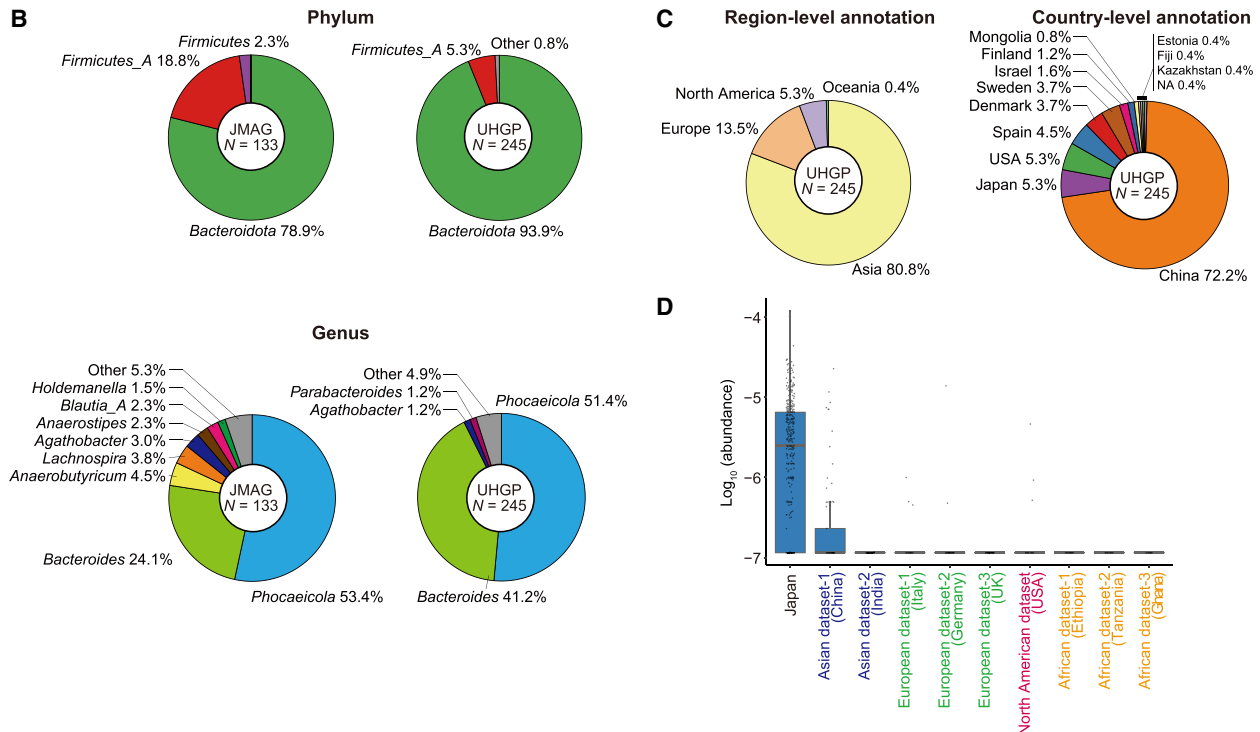 B
Phylum
Firmicutes 2.3%
Firmicutes_A 18.8%
JMAG
N = 133
Bacteroidota 78.9%
Firmicutes_A 5.3%
Other 0.8%
UHGP
N = 245
Bacteroidota 93.9%
Genus
Other 5.3%
Holdemanella 1.5%
Blautia_A 2.3%
Anaerostipes 2.3%
Agathobacter 3.0%
Lachnospira 3.8%
Anaerobutyricum 4.5%
JMAG
N = 133
Bacteroides 24.1%
Phocaeicola 53.4%
Other 4.9%
Parabacteroides 1.2%
Agathobacter 1.2%
Phocaeicola 51.4%
UHGP
N = 245
Bacteroides 41.2%
C
Region-level annotation
North America 5.3%
Oceania 0.4%
Europe 13.5%
UHGP
N = 245
Asia 80.8%
Country-level annotation
Mongolia 0.8%
Finland 1.2%
Israel 1.6%
Sweden 3.7%
Denmark 3.7%
Spain 4.5%
USA 5.3%
Japan 5.3%
Estonia 0.4%
Fiji 0.4%
Kazakhstan 0.4%
NA 0.4%
UHGP
N = 245
China 72.2%
D
Log10 (abundance)
−4
−5
−6
−7
Japan
Asian dataset-1
(China)
Asian dataset-2
(India)
European dataset-1
(Italy)
European dataset-2
(Germany)
European dataset-3
(UK)
North American dataset
(USA)
African dataset-1
(Ethiopia)
African dataset-2
(Tanzania)
African dataset-3
(Ghana)